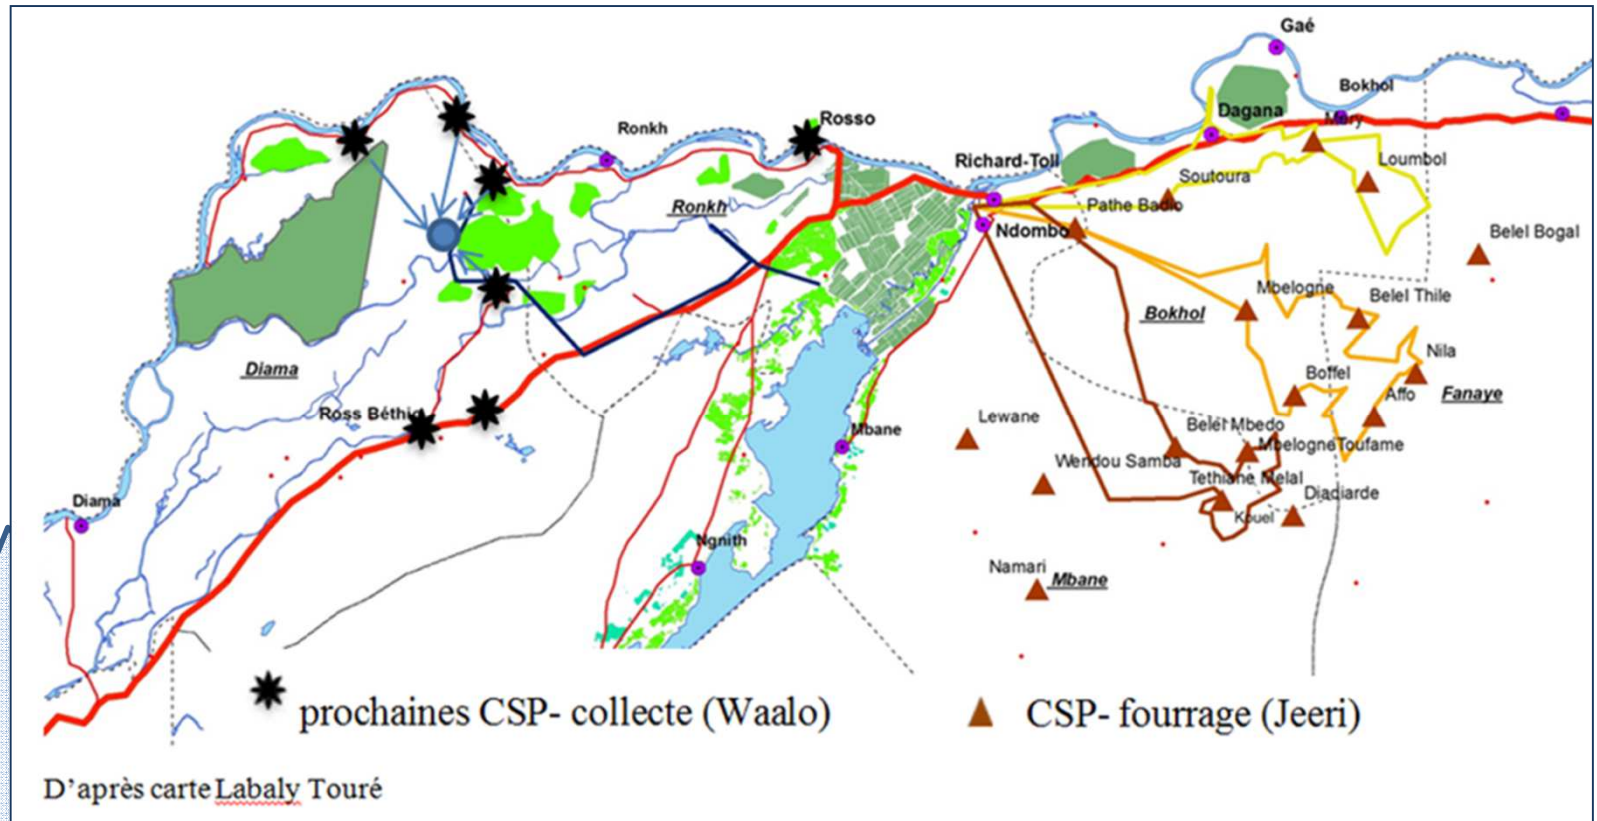 Gaé
Bokhol
Dagana
Mery
Rosso
Ronkh
Loumbol
Richard-Toll
Soutoura
Ronkh
Pathe Badio
Ndombo
Belel Bogal
Mbelogne
Belel Thile
Bokhol
Nila
Diama
Boffel
Affo
Fanaye
Ross Béthio
Lewane
Mbane
Belel Mbedo
MbelogneToufame
Wendou Samba
Tethiane Melal
Diadiarde
Diama
Kouel
Ngnith
Namari
Mbane
prochaines CSP- collecte (Waalo)
CSP- fourrage (Jeeri)
D'après carte Labaly Touré